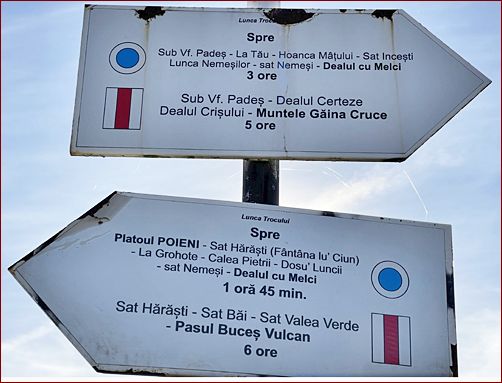 Lunca Trocului
Spre
Sub Vf. Padeș - La Tău - Hoanca Mâțului - Sat Incești
Lunca Nemeșilor - sat Nemeși - Dealul cu Melci
3 ore
Sub Vf. Padeș - Dealul Certeze
Dealul Crișului - Muntele Găina Cruce
5 ore
Lunca Trocului
Spre
Platoul POIENI - Sat Hărăști (Fântâna lu' Ciun)
- La Grohote - Calea Pietrii - Dosu' Luncii
- sat Nemeși - Dealul cu Melci
1 oră 45 min.
Sat Hărăști - Sat Băi - Sat Valea Verde
- Pasul Buceș Vulcan
6 ore